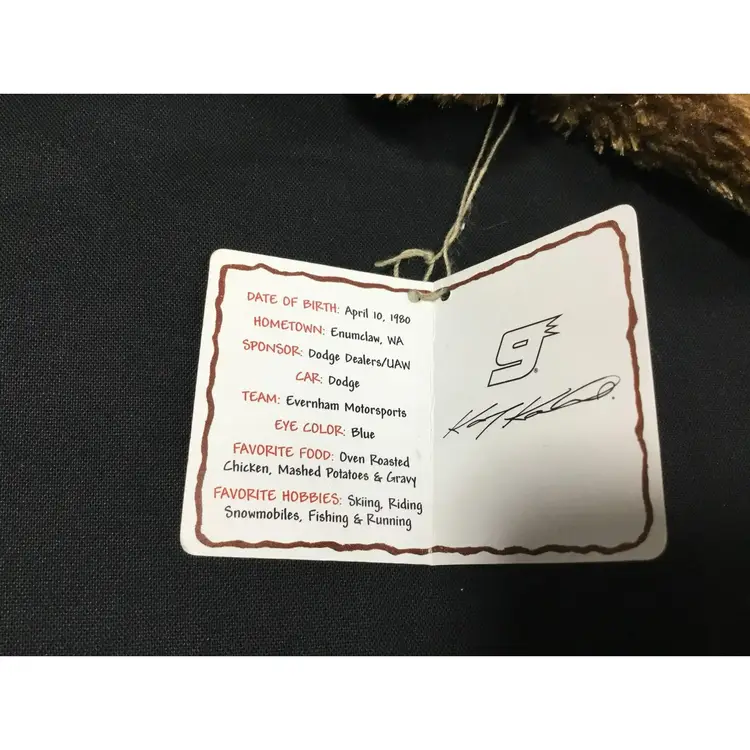 DATE OF BIRTH: April 10, 1980
HOMETOWN: Enumclaw, WA
SPONSOR: Dodge Dealers/UAW
CAR: Dodge
TEAM: Evernham Motorsports
EYE COLOR: Blue
FAVORITE FOOD: Oven Roasted
Chicken, Mashed Potatoes & Gravy
FAVORITE HOBBIES: Skiing, Riding
Snowmobiles, Fishing & Running
9